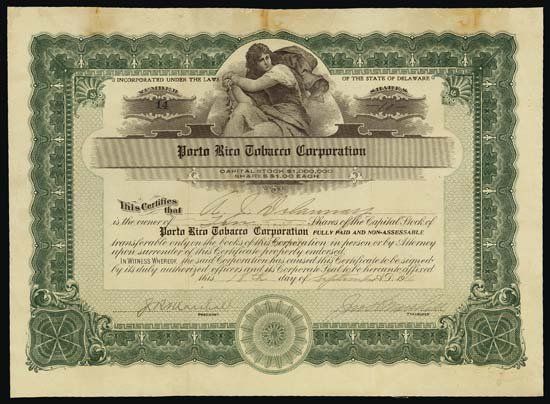 INCORPORATED UNDER THE LAWS OF THE STATE OF DELAWARE
NUMBER
14
SHARES
Porto Rico Tobacco Corporation
CAPITAL STOCK $1,000,000
SHARES $1.00 EACH
This Certifies
that
is the owner of Shares of the Capital Stock of
Porto Rico Tobacco Corporation FULLY PAID AND NON-ASSESSABLE
transferable only on the books of this Corporation in person or by Attorney
upon surrender of this Certificate properly endorsed.
IN WITNESS WHEREOF, the said Corporation has caused this Certificate to be signed
by its duly authorized officers and its Corporate Seal to be hereunto affixed
this 18th day of September A.D. 19
PRESIDENT
TREASURER